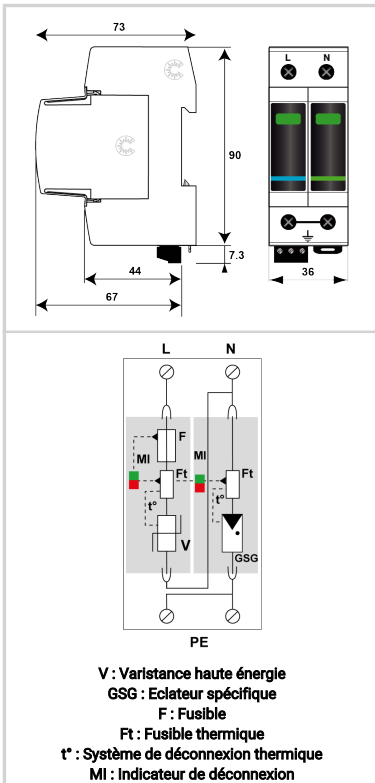 73
L N
90
7.3
44
67
36
L N
F
MI
MI
Ft
Ft
t°
t°
V
GSG
PE
V : Varistance haute énergie
GSG : Eclateur spécifique
F : Fusible
Ft : Fusible thermique
t° : Système de déconnexion thermique
MI : Indicateur de déconnexion